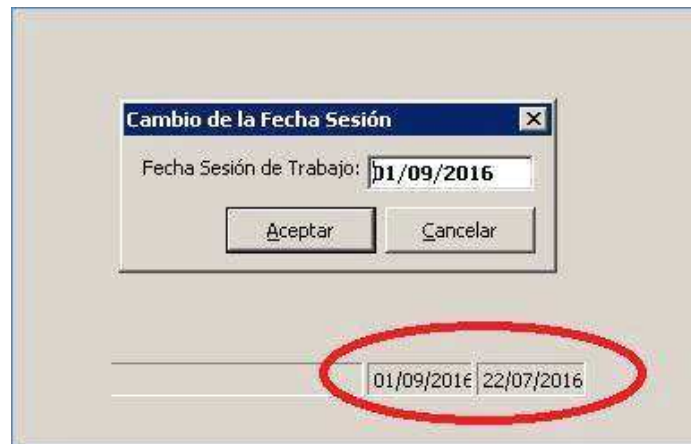 Cambio de la Fecha Sesión
Fecha Sesión de Trabajo: 01/09/2016
Aceptar Cancelar
01/09/2016 22/07/2016